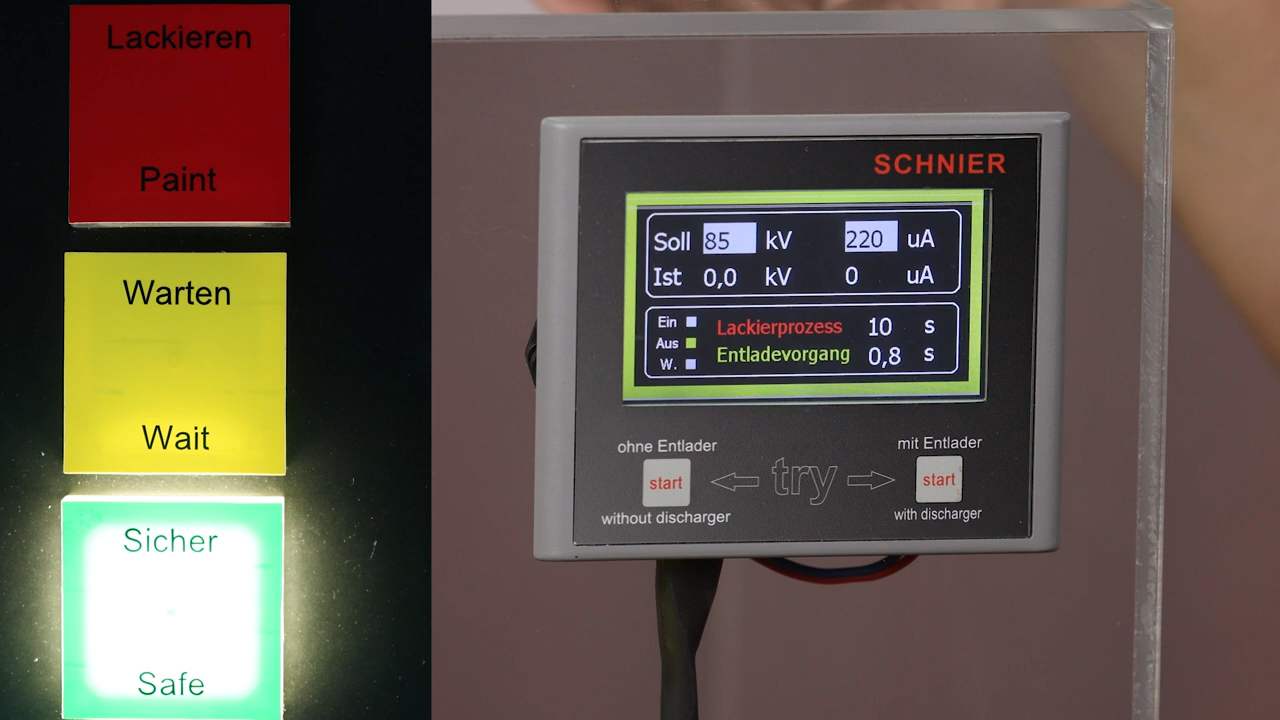 Lackieren
Paint
Warten
Wait
Sicher
Safe
SCHNIER
Soll 85 kV 220 uA
Ist 0,0 kV 0 uA
Ein Lackierprozess 10 s
Aus Entladevorgang 0,8 s
W.
ohne Entlader
start
without discharger
try
mit Entlader
start
with discharger